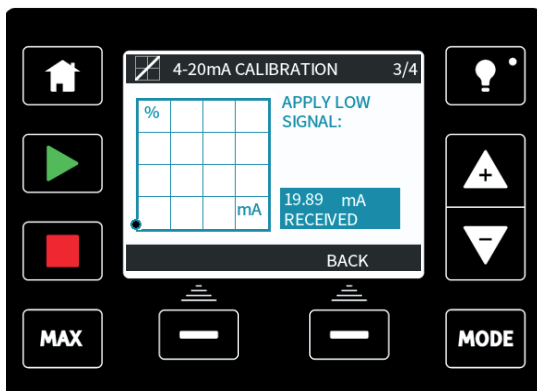 4-20mA CALIBRATION 3/4
%
mA
APPLY LOW
SIGNAL:
19.89 mA
RECEIVED
BACK
+
-
MAX
MODE